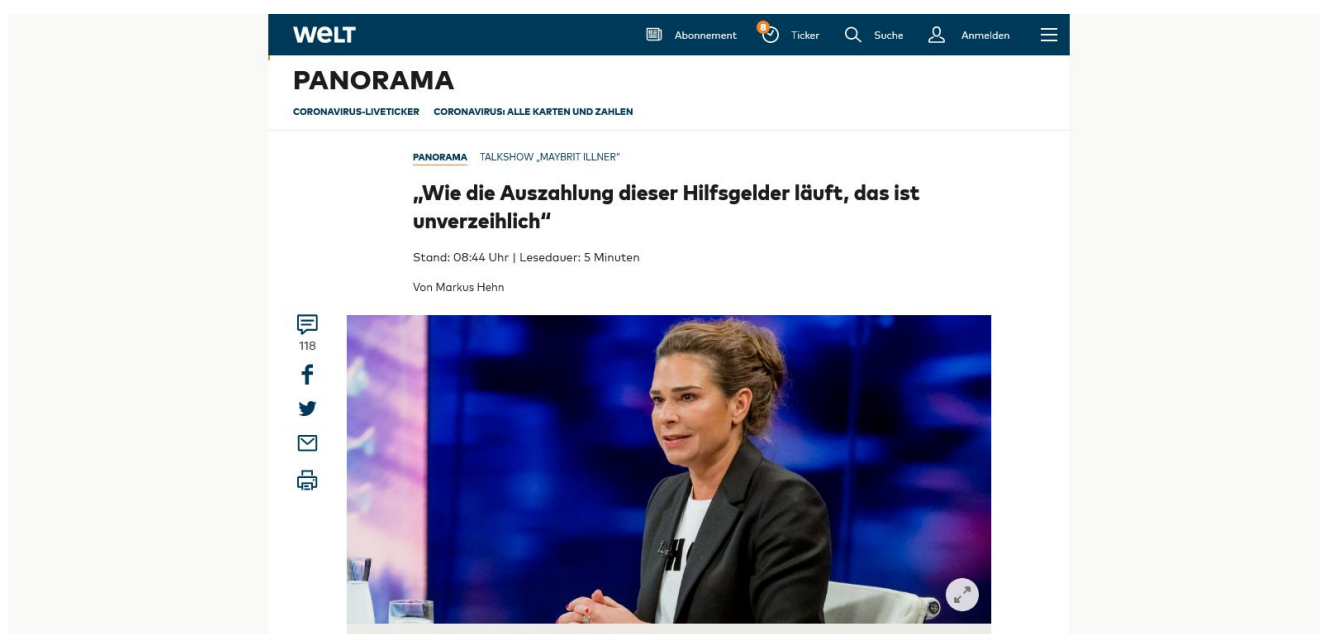 welt
Abonnement
8
Ticker
Suche
Anmelden
PANORAMA
CORONAVIRUS-LIVETICKER CORONAVIRUS: ALLE KARTEN UND ZAHLEN
PANORAMA TALKSHOW „MAYBRIT ILLNER“
„Wie die Auszahlung dieser Hilfsgelder läuft, das ist
unverzeihlich“
Stand: 08:44 Uhr | Lesedauer: 5 Minuten
Von Markus Hehn
118